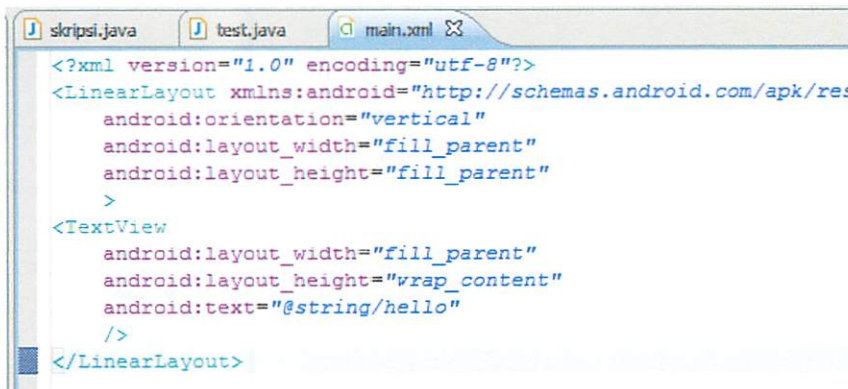 skripsi.java test.java main.xml
<?xml version="1.0" encoding="utf-8"?>
<LinearLayout xmlns:android="http://schemas.android.com/apk/res
android:orientation="vertical"
android:layout_width="fill_parent"
android:layout_height="fill_parent"
>
<TextView
android:layout_width="fill_parent"
android:layout_height="wrap_content"
android:text="@string/hello"
/>
</LinearLayout>